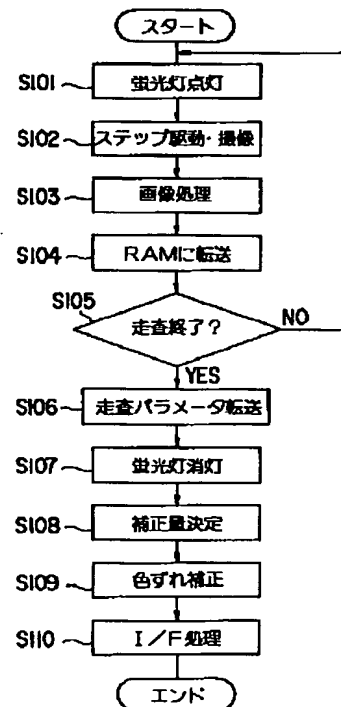 スタート
S101 蛍光灯点灯
S102 ステップ駆動・撮像
S103 画像処理
S104 RAMに転送
S105 走査終了? NO
YES
S106 走査パラメータ転送
S107 蛍光灯消灯
S108 補正量決定
S109 色ずれ補正
S110 I/F処理
エンド